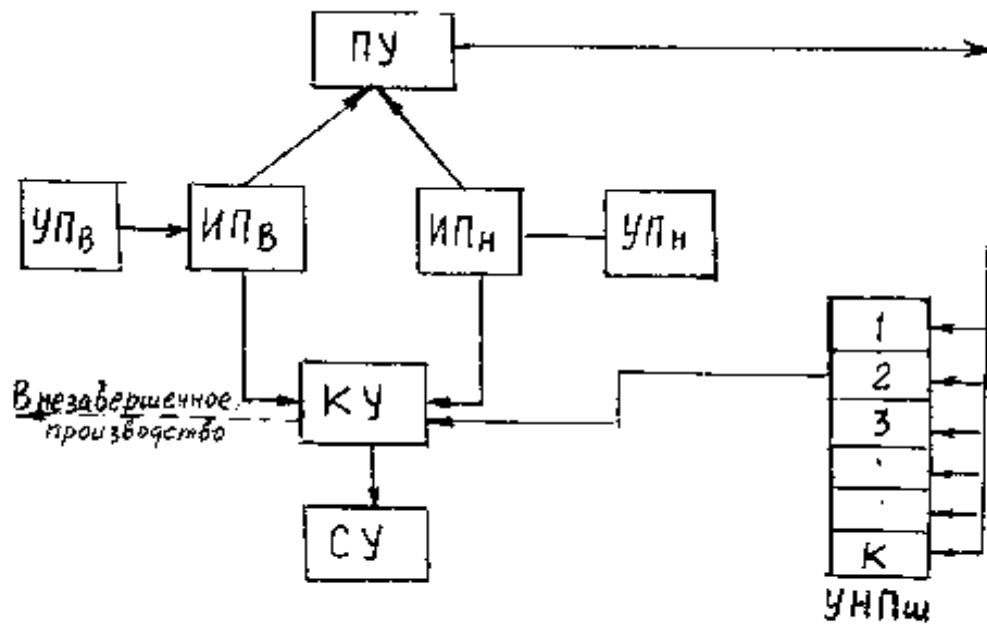 ПУ
УПв
ИПв
ИПн
УПн
1
2
3
.
.
К
В незавершенное
производство
КУ
СУ
УНПш